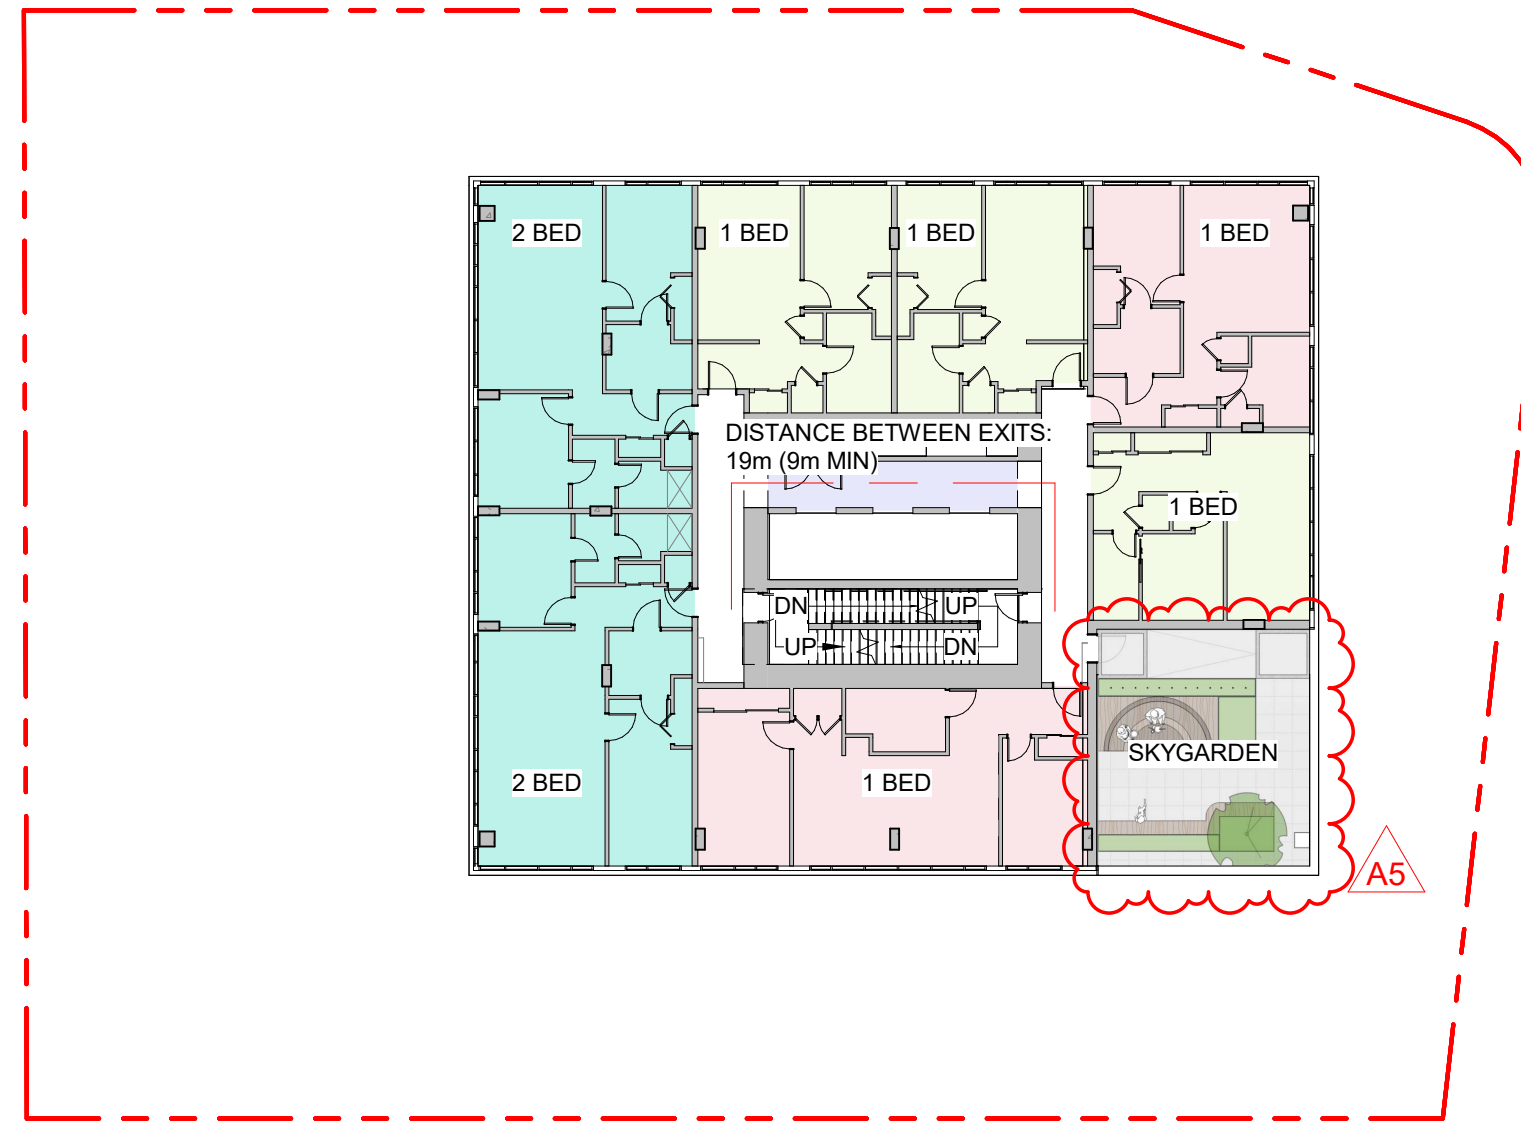 2 BED
1 BED
1 BED
1 BED
DISTANCE BETWEEN EXITS:
19m (9m MIN)
1 BED
DN
UP
UP
DN
SKYGARDEN
2 BED
1 BED
A5